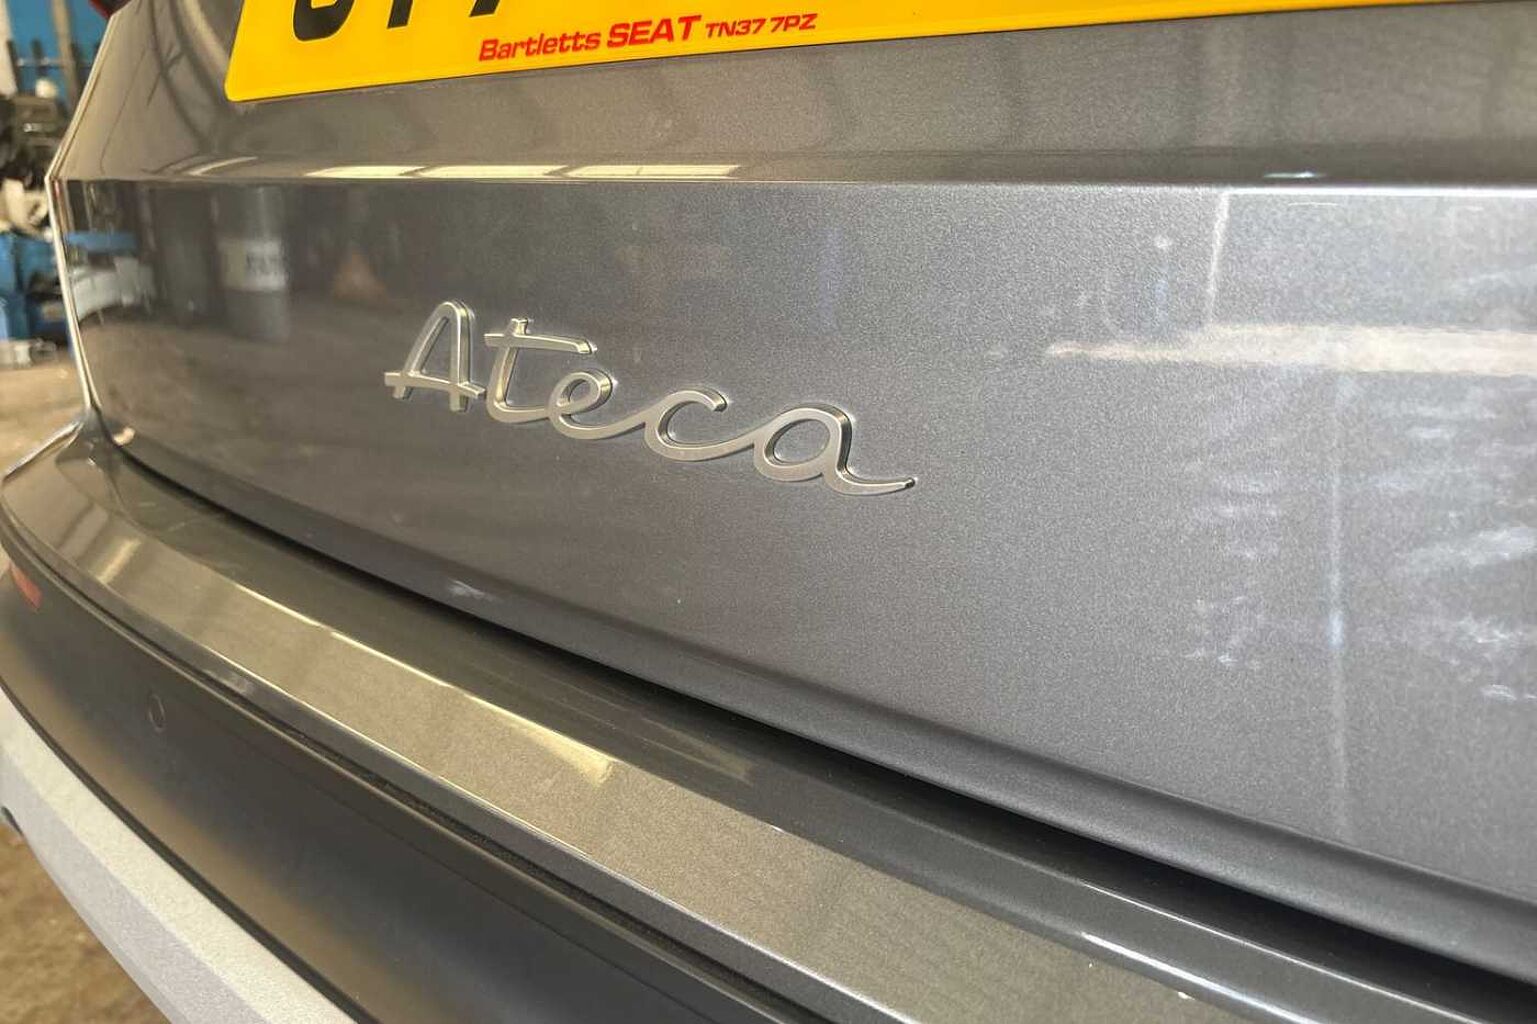 Bartletts SEAT TN37 7PZ
Ateca